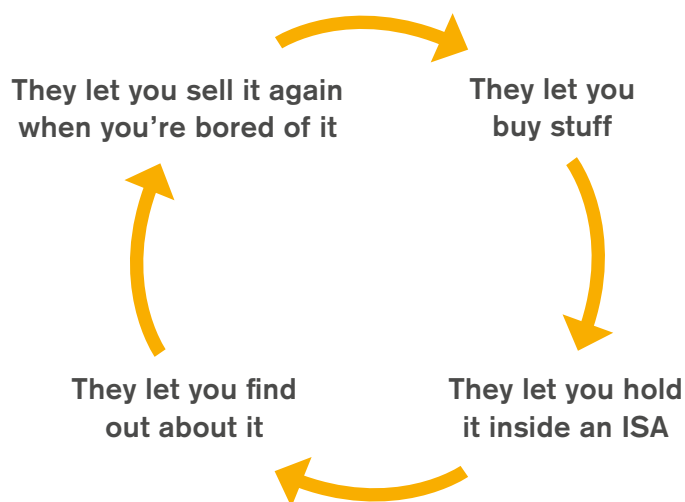 They let you sell it again
when you’re bored of it
They let you
buy stuff
They let you hold
it inside an ISA
They let you find
out about it